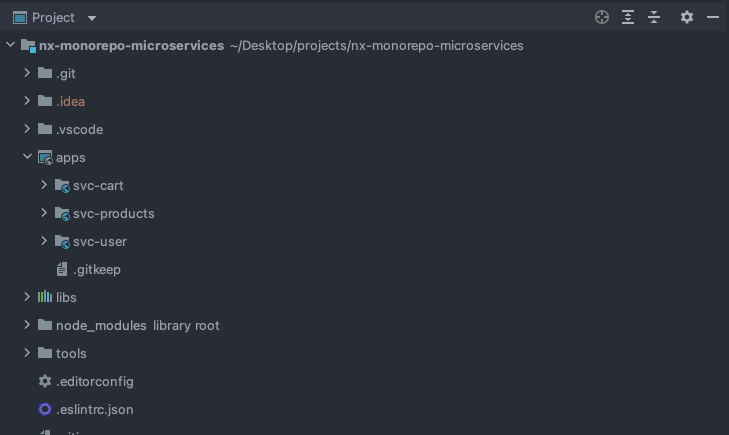 Project
nx-monorepo-microservices ~/Desktop/projects/nx-monorepo-microservices
.git
.idea
.vscode
apps
svc-cart
svc-products
svc-user
.gitkeep
libs
node_modules library root
tools
.editorconfig
.eslintrc.json